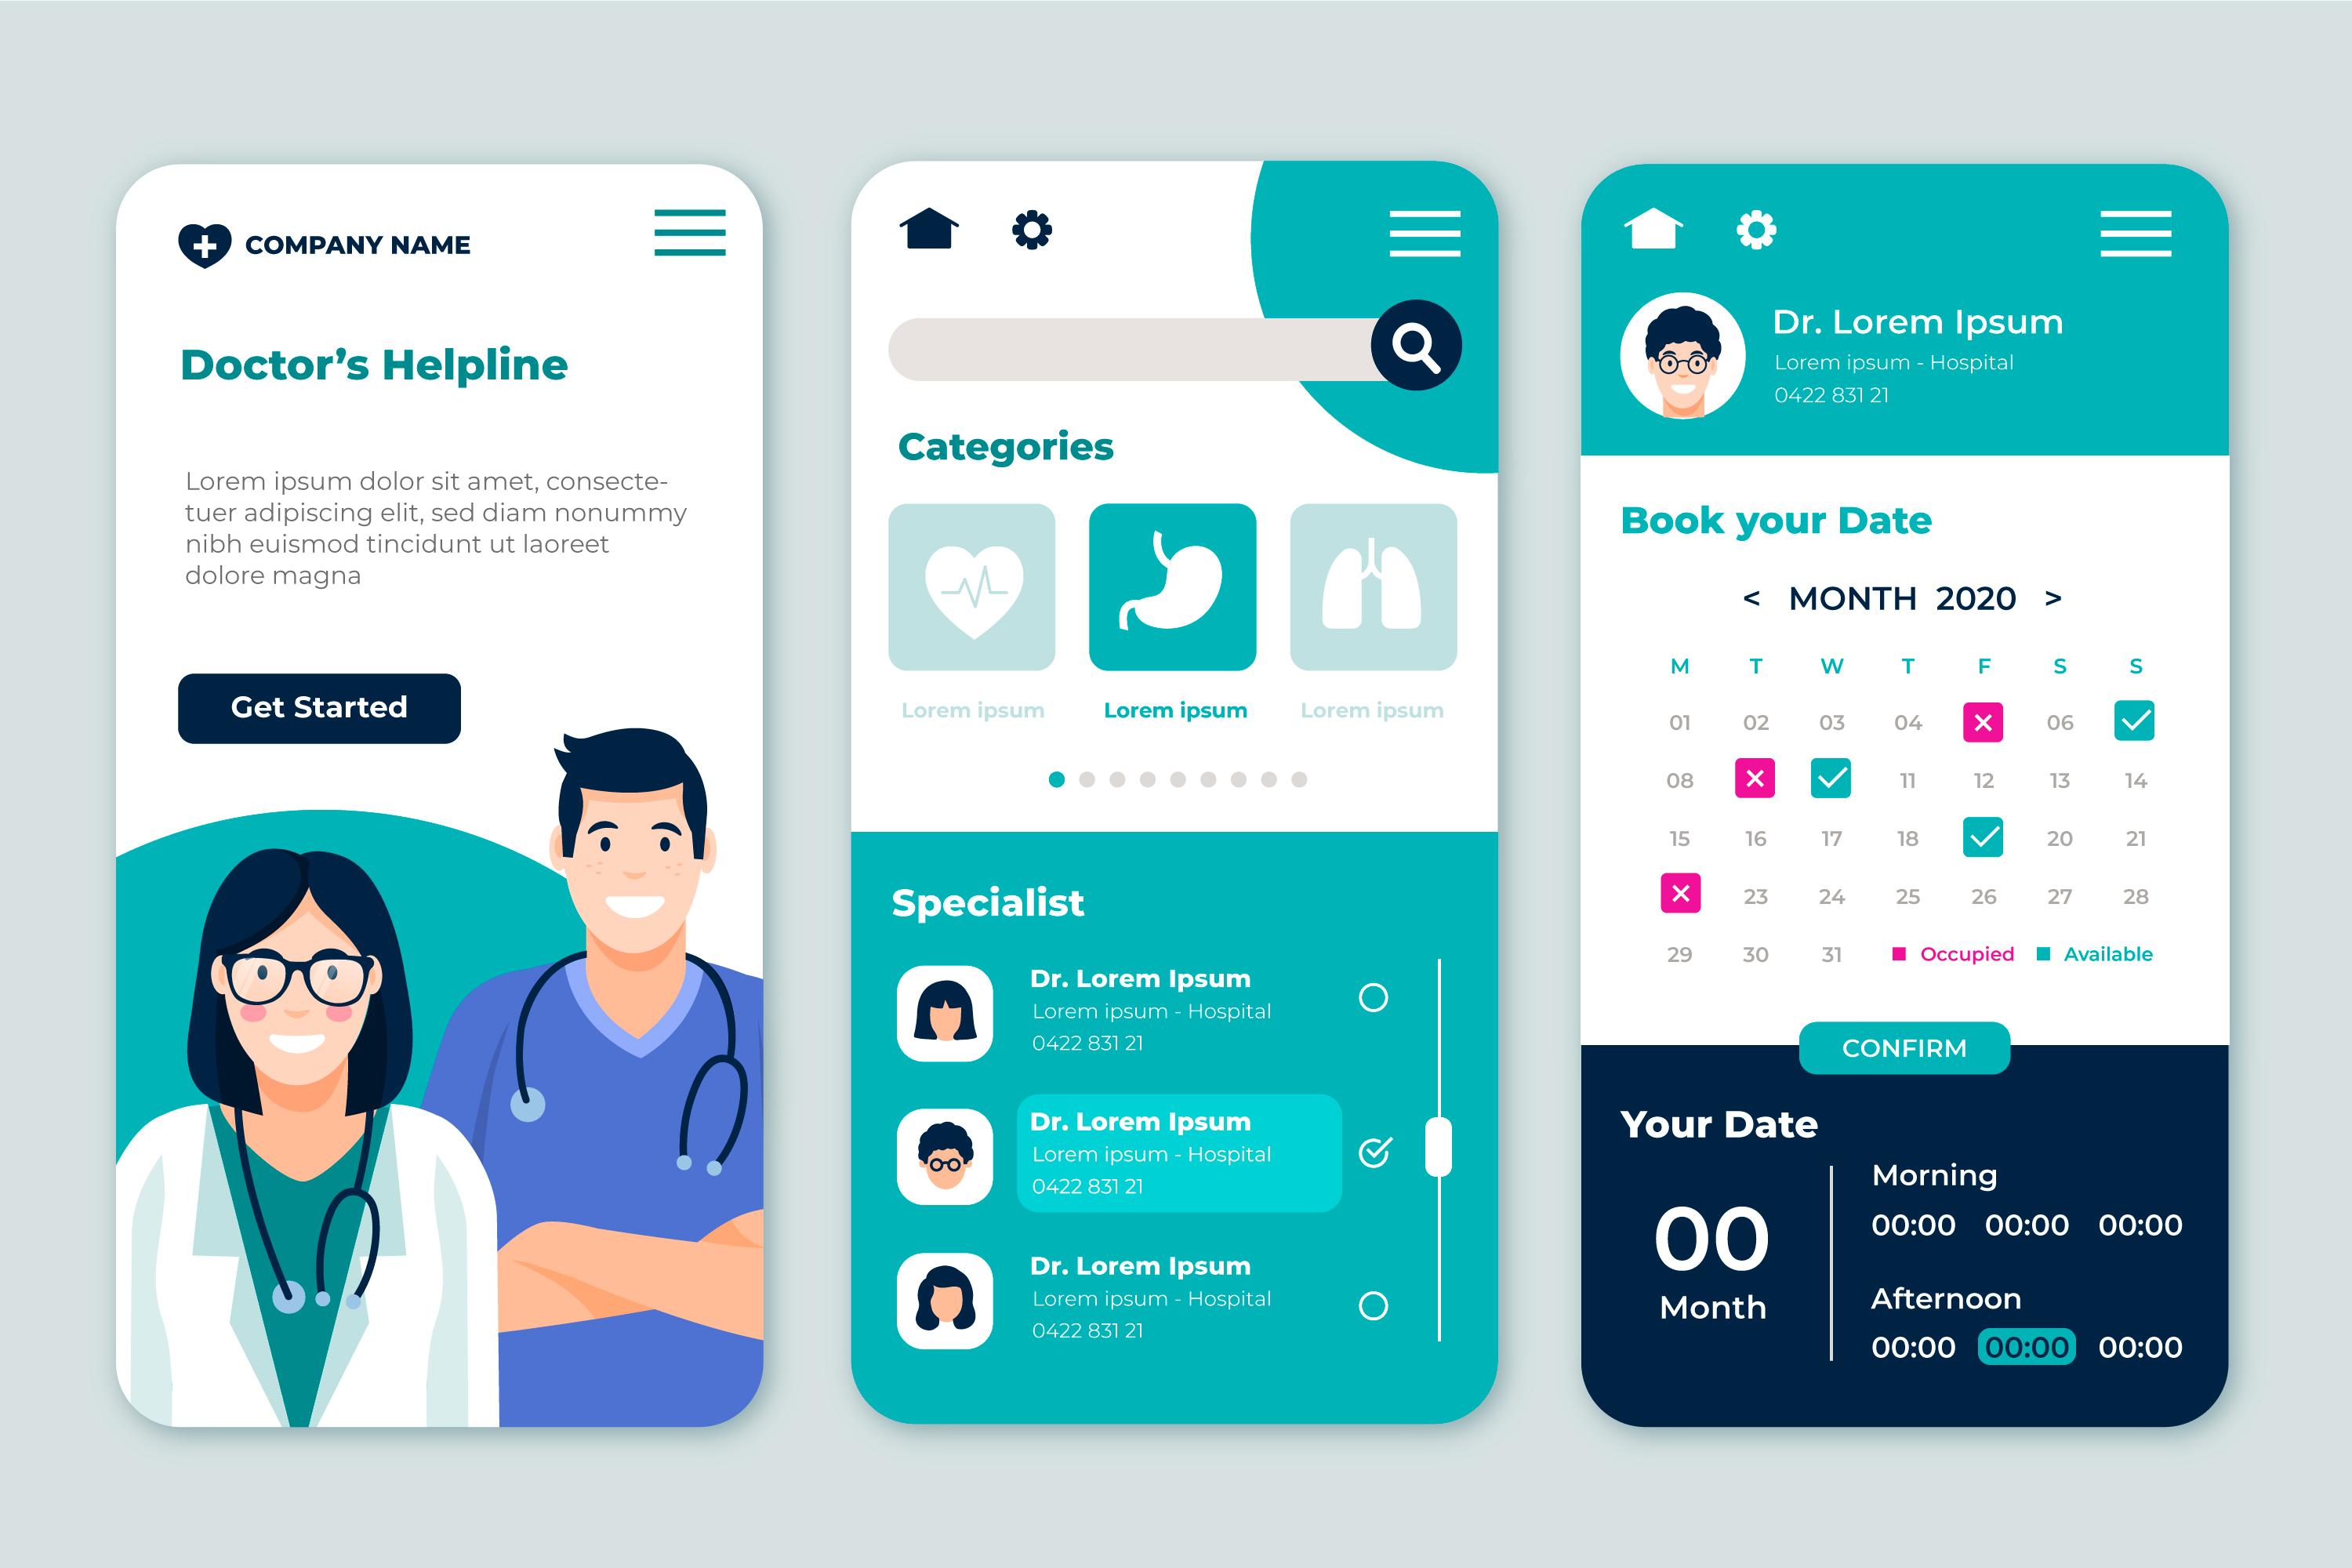 COMPANY NAME
Doctor's Helpline
Lorem ipsum dolor sit amet, consecte-
tuer adipiscing elit, sed diam nonummy
nibh euismod tincidunt ut laoreet
dolore magna
Get Started
Categories
Lorem ipsum Lorem ipsum Lorem ipsum
Specialist
Dr. Lorem Ipsum
Lorem ipsum - Hospital
0422 831 21
Dr. Lorem Ipsum
Lorem ipsum - Hospital
0422 831 21
Dr. Lorem Ipsum
Lorem ipsum - Hospital
0422 831 21
Dr. Lorem Ipsum
Lorem ipsum - Hospital
0422 831 21
Book your Date
< MONTH 2020 >
M T W T F S S
01 02 03 04 06
08 11 12 13 14
15 16 17 18 20 21
23 24 25 26 27 28
29 30 31 Occupied Available
CONFIRM
Your Date
00
Month
Morning
00:00 00:00 00:00
Afternoon
00:00 00:00 00:00